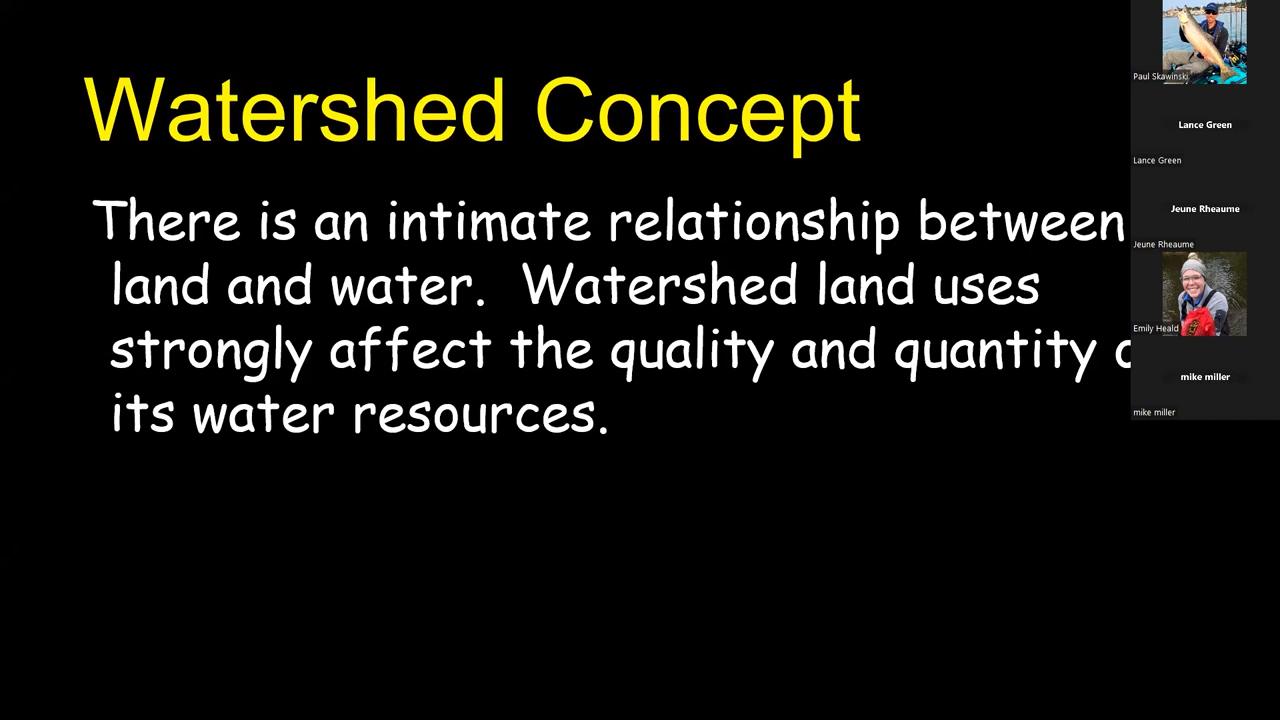 Watershed Concept
There is an intimate relationship between
land and water. Watershed land uses
strongly affect the quality and quantity
its water resources.
Paul Skawinski
Lance Green
Lance Green
Jeune Rheaume
Jeune Rheaume
Emily Heald
mike miller
mike miller